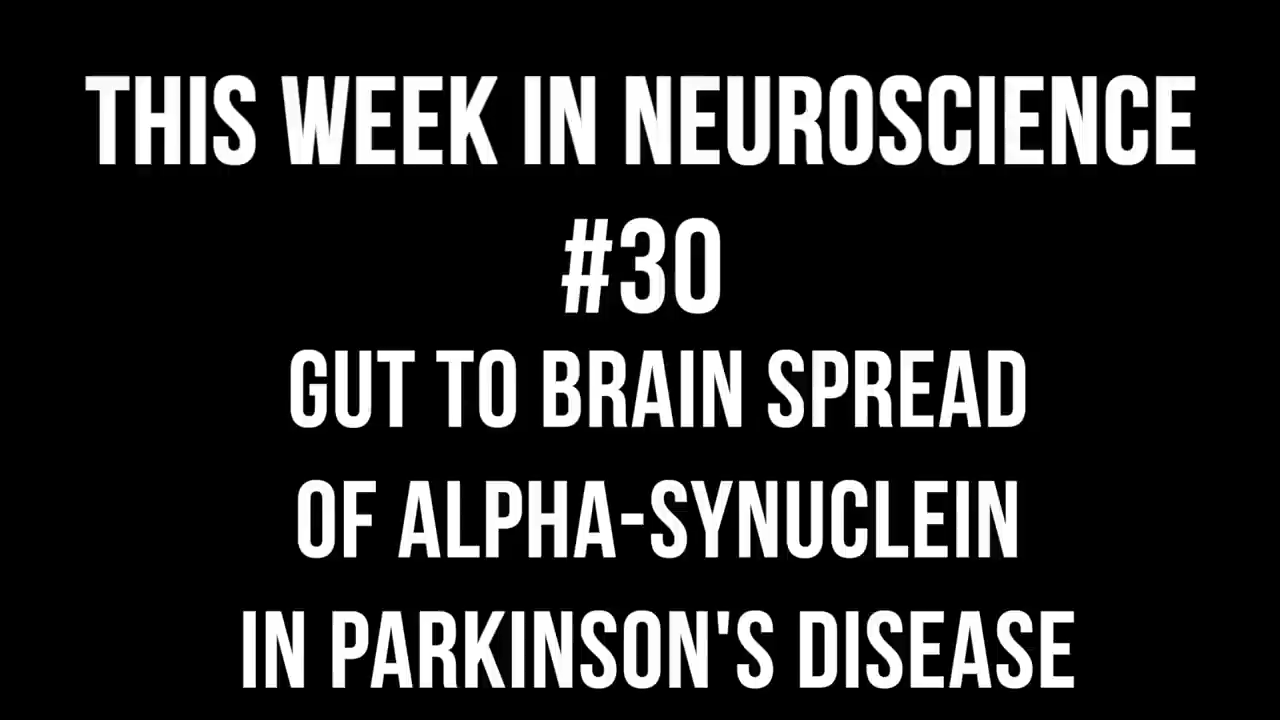 THIS WEEK IN NEUROSCIENCE
#30
GUT TO BRAIN SPREAD
OF ALPHA-SYNUCLEIN
IN PARKINSON'S DISEASE